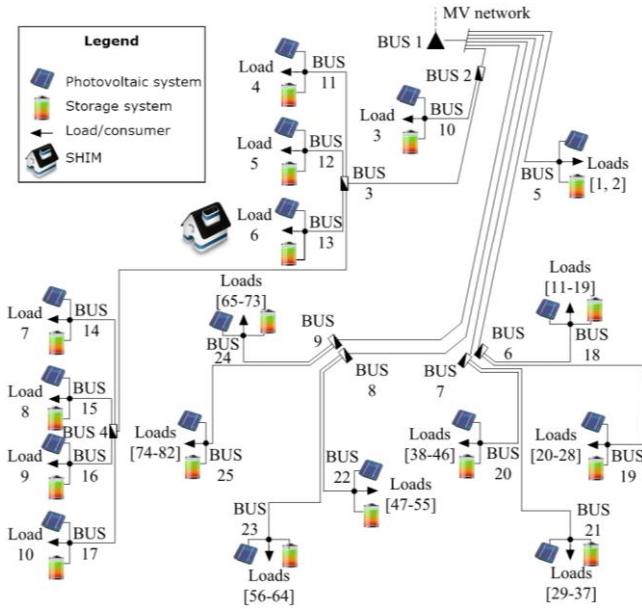 Legend
Photovoltaic system
Storage system
Load/consumer
SHIM
MV network
BUS 1
BUS 2
Load
3
BUS
10
Load
4
BUS
11
Load
5
BUS
12
BUS
3
Load
6
BUS
13
BUS
5
Loads
[1, 2]
Load
7
BUS
14
Load
8
BUS
15
BUS 4
Load
9
BUS
16
Load
10
BUS
17
Loads
[65-73]
BUS
24
BUS
9
BUS
8
Loads
[74-82]
BUS
25
BUS
7
BUS
6
Loads
[11-19]
BUS
18
Loads
[38-46]
BUS
20
Loads
[20-28]
BUS
19
BUS
22
Loads
[47-55]
BUS
23
Loads
[56-64]
BUS
21
Loads
[29-37]